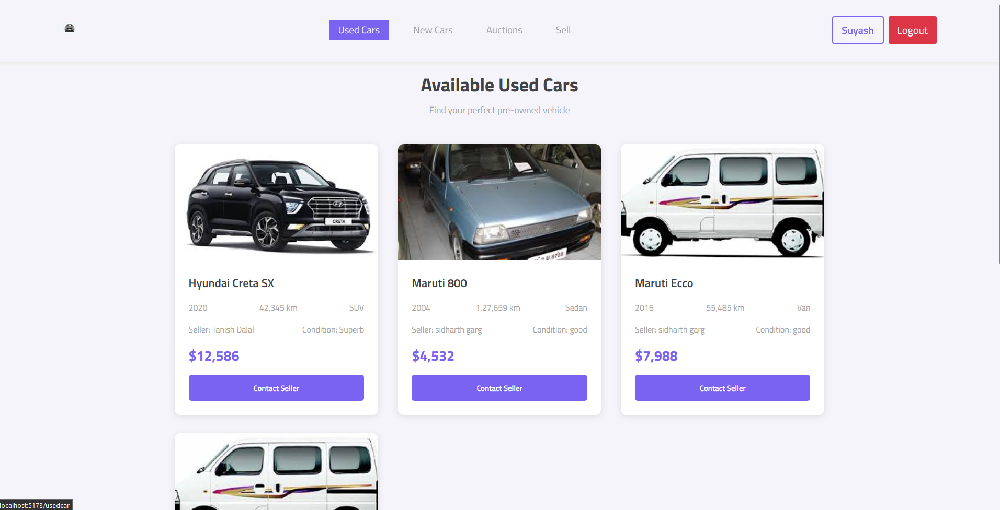 Used Cars New Cars Auctions Sell Suyash Logout
Available Used Cars
Find your perfect pre-owned vehicle
CRETA
Hyundai Creta SX
2020 42,345 km SUV
Seller: Tanish Dalal Condition: Superb
$12,586
Contact Seller
Maruti 800
2004 1,27,659 km Sedan
Seller: sidharth garg Condition: good
$4,532
Contact Seller
Maruti Ecco
2016 55,485 km Van
Seller: sidharth garg Condition: good
$7,988
Contact Seller
localhost:5173/usedcar